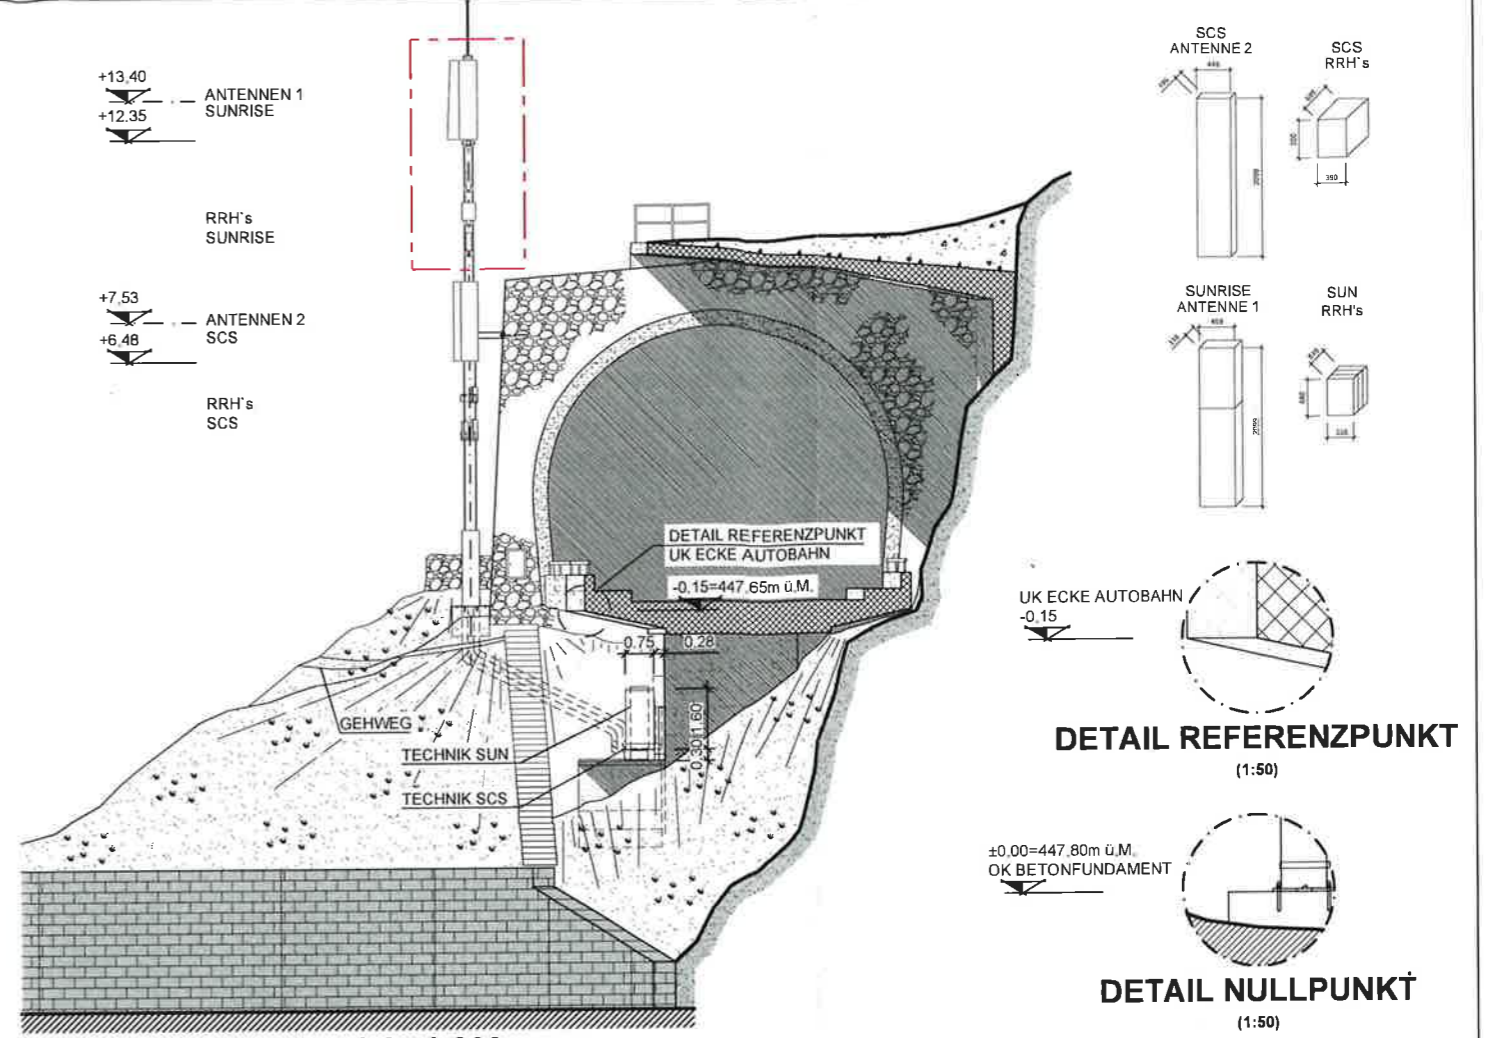 +13,40
ANTENNEN 1
SUNRISE
+12.35
RRH's
SUNRISE
+7,53
ANTENNEN 2
SCS
+6,48
RRH's
SCS
SCS
ANTENNE 2
2099
SCS
RRH's
390
SUNRISE
ANTENNE 1
2099
SUN
RRH's
DETAIL REFERENZPUNKT
UK ECKE AUTOBAHN
-0,15=447,65m ü.M.
0.75
0.28
1.60
0.30
GEHWEG
TECHNIK SUN
TECHNIK SCS
UK ECKE AUTOBAHN
-0,15
DETAIL REFERENZPUNKT
(1:50)
±0,00=447,80m ü.M.
OK BETONFUNDAMENT
DETAIL NULLPUNKT
(1:50)